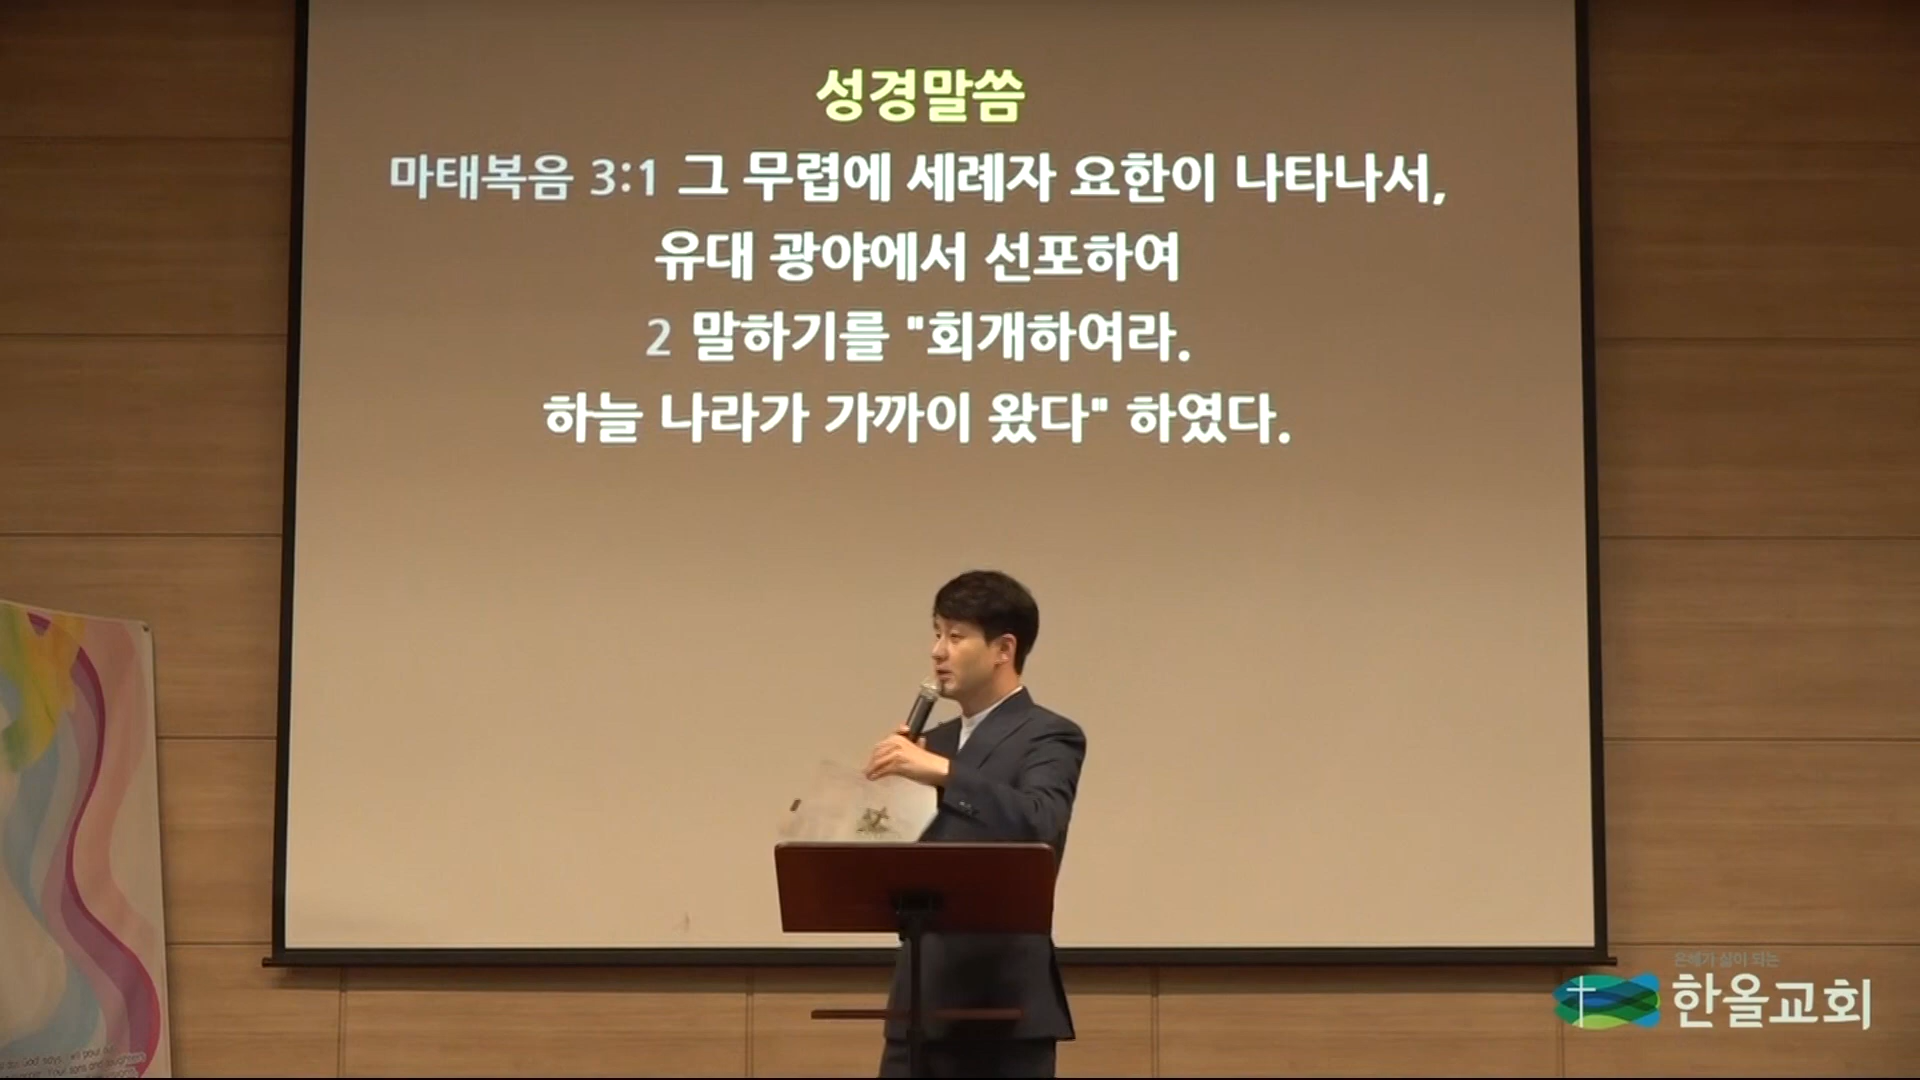 성경말씀
마태복음 3:1 그 무렵에 세례자 요한이 나타나서,
유대 광야에서 선포하여
2 말하기를 "회개하여라.
하늘 나라가 가까이 왔다" 하였다.
은혜가 삶이 되는
한올교회
God says,